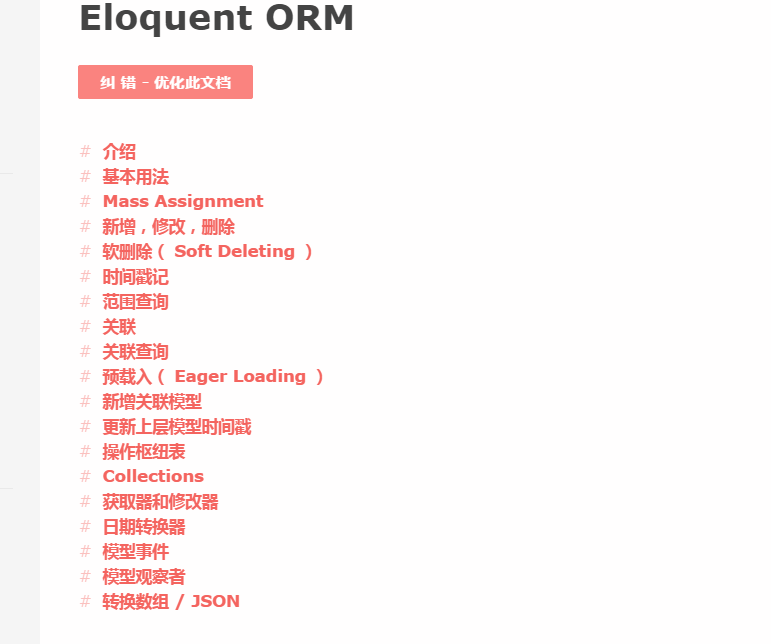 Eloquent ORM
纠 错 - 优化此文档
# 介绍
# 基本用法
# Mass Assignment
# 新增，修改，删除
# 软删除（ Soft Deleting ）
# 时间戳记
# 范围查询
# 关联
# 关联查询
# 预载入（ Eager Loading ）
# 新增关联模型
# 更新上层模型时间戳
# 操作枢纽表
# Collections
# 获取器和修改器
# 日期转换器
# 模型事件
# 模型观察者
# 转换数组 / JSON